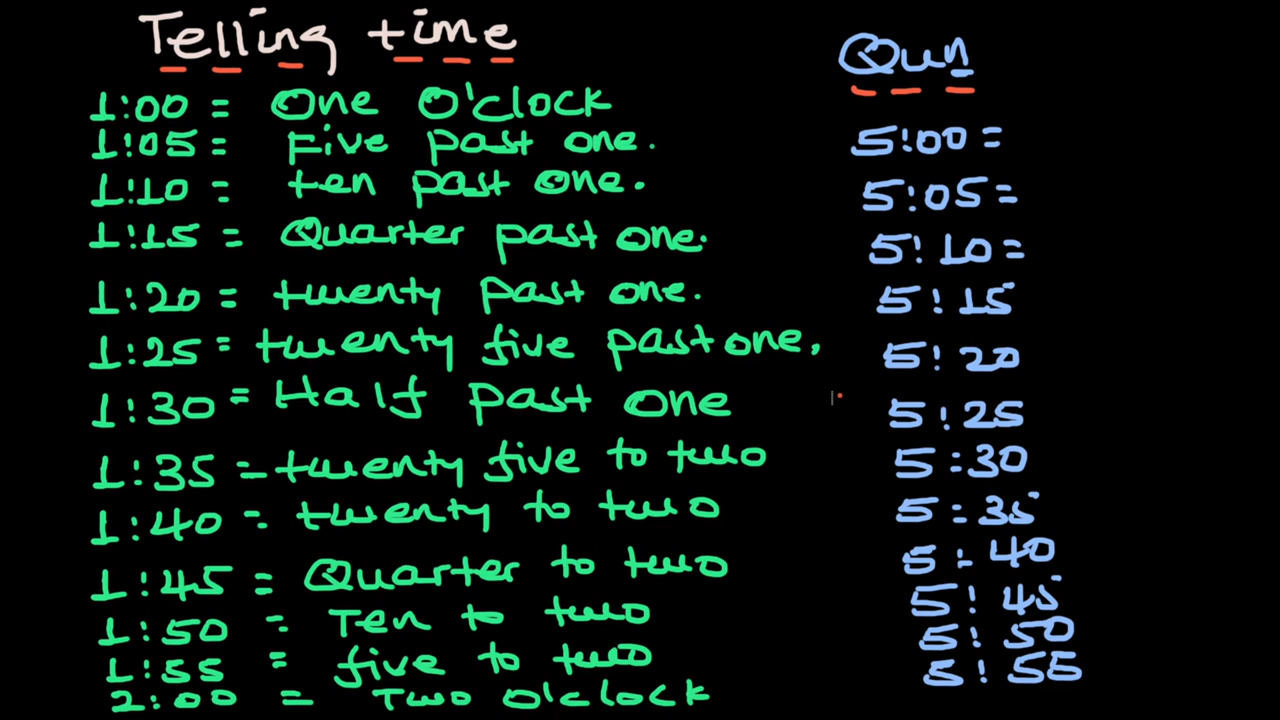 Telling time
1:00 = One O'clock
1:05 = Five past one.
1:10 = ten past one.
1:15 = Quarter past one.
1:20 = twenty past one.
1:25 = twenty five past one.
1:30 = Half past one
1:35 = twenty five to two
1:40 = twenty to two
1:45 = Quarter to two
1:50 = Ten to two
1:55 = five to two
2:00 = Two o'clock
Qun
5:00 =
5:05 =
5:10 =
5:15
5:20
5:25
5:30
5:35
5:40
5:45
5:50
5:55